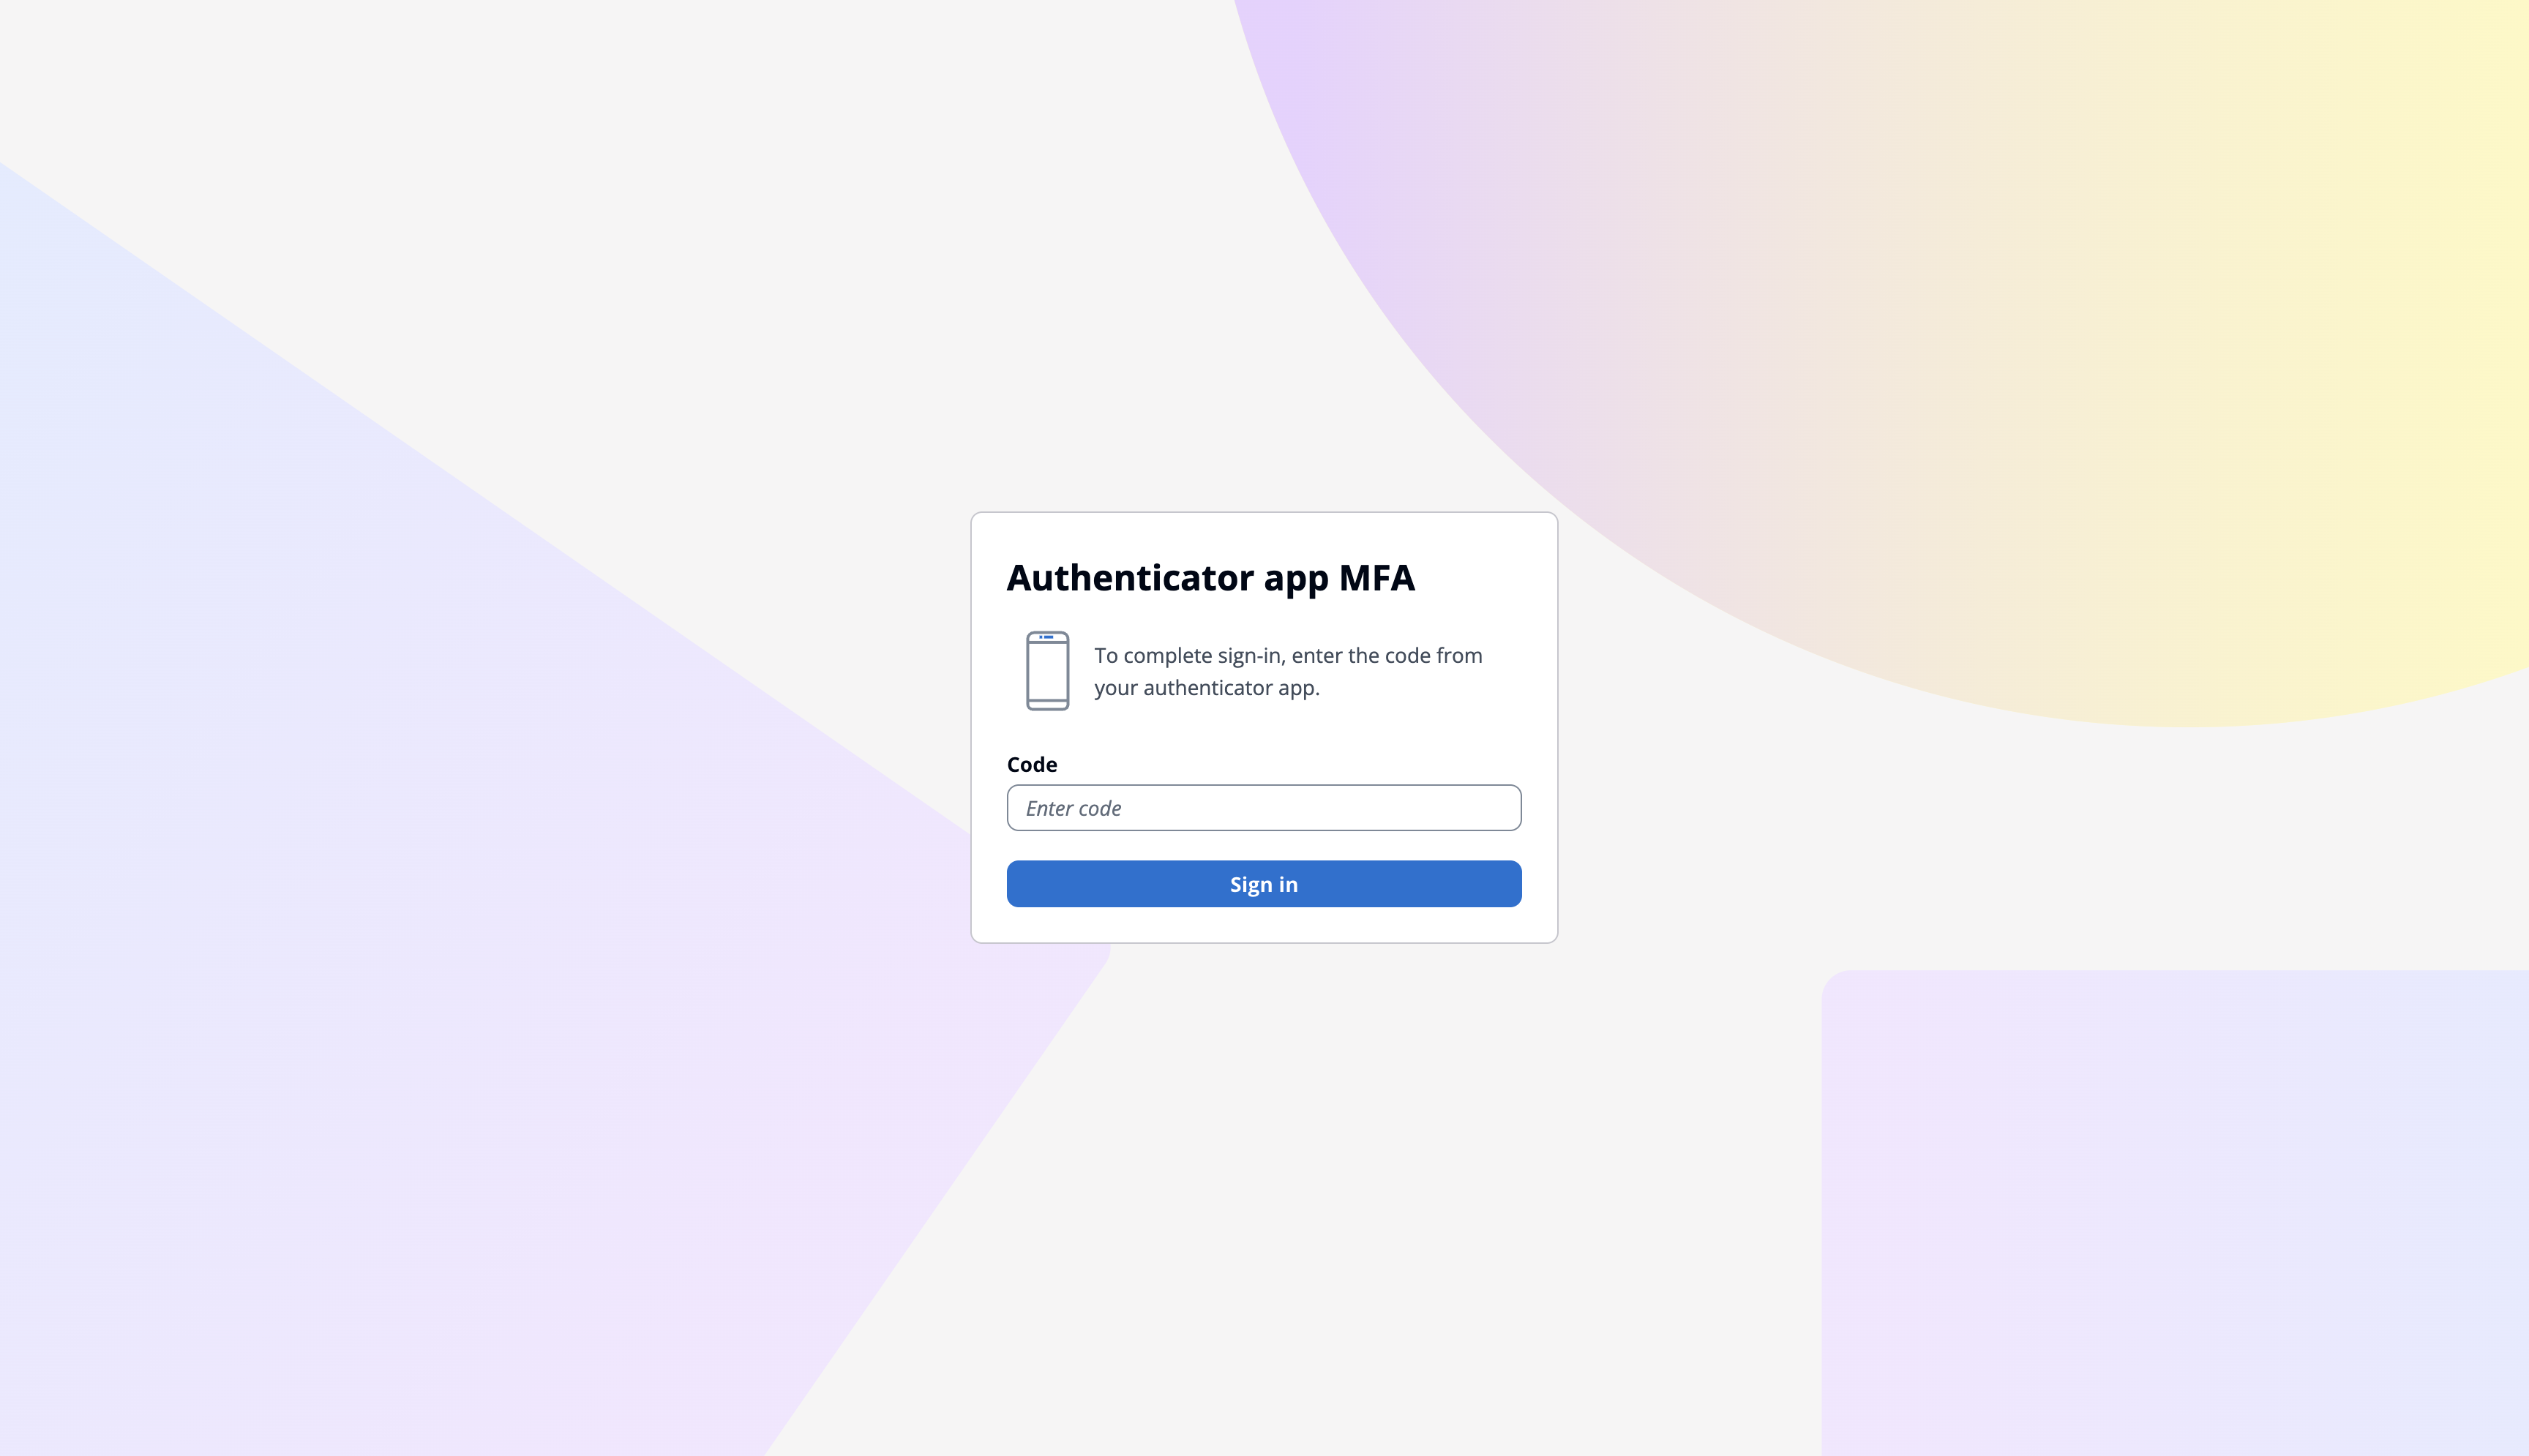 Authenticator app MFA
To complete sign-in, enter the code from
your authenticator app.
Code
Enter code
Sign in